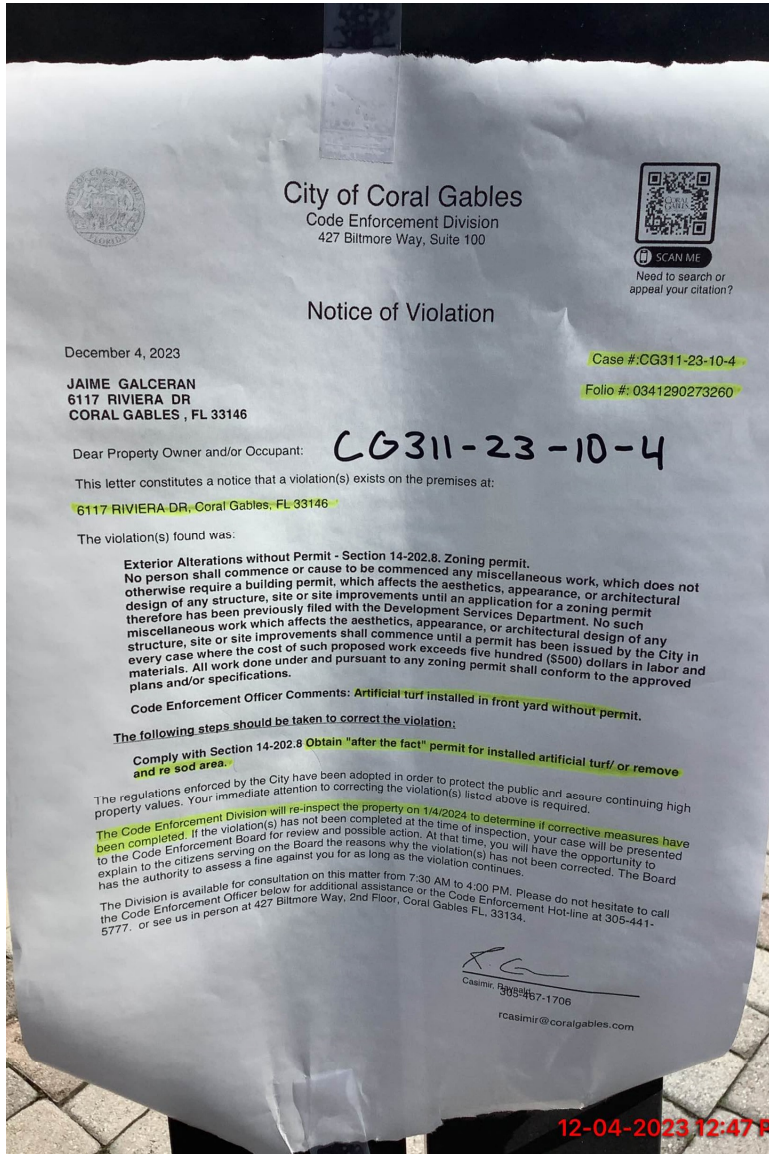 City of Coral Gables
Code Enforcement Division
427 Biltmore Way, Suite 100
CORAL GABLES
SCAN ME
Need to search or
appeal your citation?
Notice of Violation
December 4, 2023
Case #:CG311-23-10-4
Folio #: 0341290273260
JAIME GALCERAN
6117 RIVIERA DR
CORAL GABLES , FL 33146
Dear Property Owner and/or Occupant:
CG311-23-10-4
This letter constitutes a notice that a violation(s) exists on the premises at:
6117 RIVIERA DR, Coral Gables, FL 33146
The violation(s) found was:
Exterior Alterations without Permit - Section 14-202.8. Zoning permit.
No person shall commence or cause to be commenced any miscellaneous work, which does not
otherwise require a building permit, which affects the aesthetics, appearance, or architectural
design of any structure, site or site improvements until an application for a zoning permit
therefore has been previously filed with the Development Services Department. No such
miscellaneous work which affects the aesthetics, appearance, or architectural design of any
structure, site or site improvements shall commence until a permit has been issued by the City in
every case where the cost of such proposed work exceeds five hundred ($500) dollars in labor and
materials. All work done under and pursuant to any zoning permit shall conform to the approved
plans and/or specifications.
Code Enforcement Officer Comments: Artificial turf installed in front yard without permit.
The following steps should be taken to correct the violation:
Comply with Section 14-202.8 Obtain "after the fact" permit for installed artificial turf/ or remove
and re sod area.
The regulations enforced by the City have been adopted in order to protect the public and assure continuing high
property values. Your immediate attention to correcting the violation(s) listed above is required.
The Code Enforcement Division will re-inspect the property on 1/4/2024 to determine if corrective measures have
been completed. If the violation(s) has not been completed at the time of inspection, your case will be presented
to the Code Enforcement Board for review and possible action. At that time, you will have the opportunity to
explain to the citizens serving on the Board the reasons why the violation(s) has not been corrected. The Board
has the authority to assess a fine against you for as long as the violation continues.
The Division is available for consultation on this matter from 7:30 AM to 4:00 PM. Please do not hesitate to call
the Code Enforcement Officer below for additional assistance or the Code Enforcement Hot-line at 305-441-
5777. or see us in person at 427 Biltmore Way, 2nd Floor, Coral Gables FL, 33134.
Casimir, Raynald
305-467-1706
rcasimir@coralgables.com
12-04-2023 12:47 P